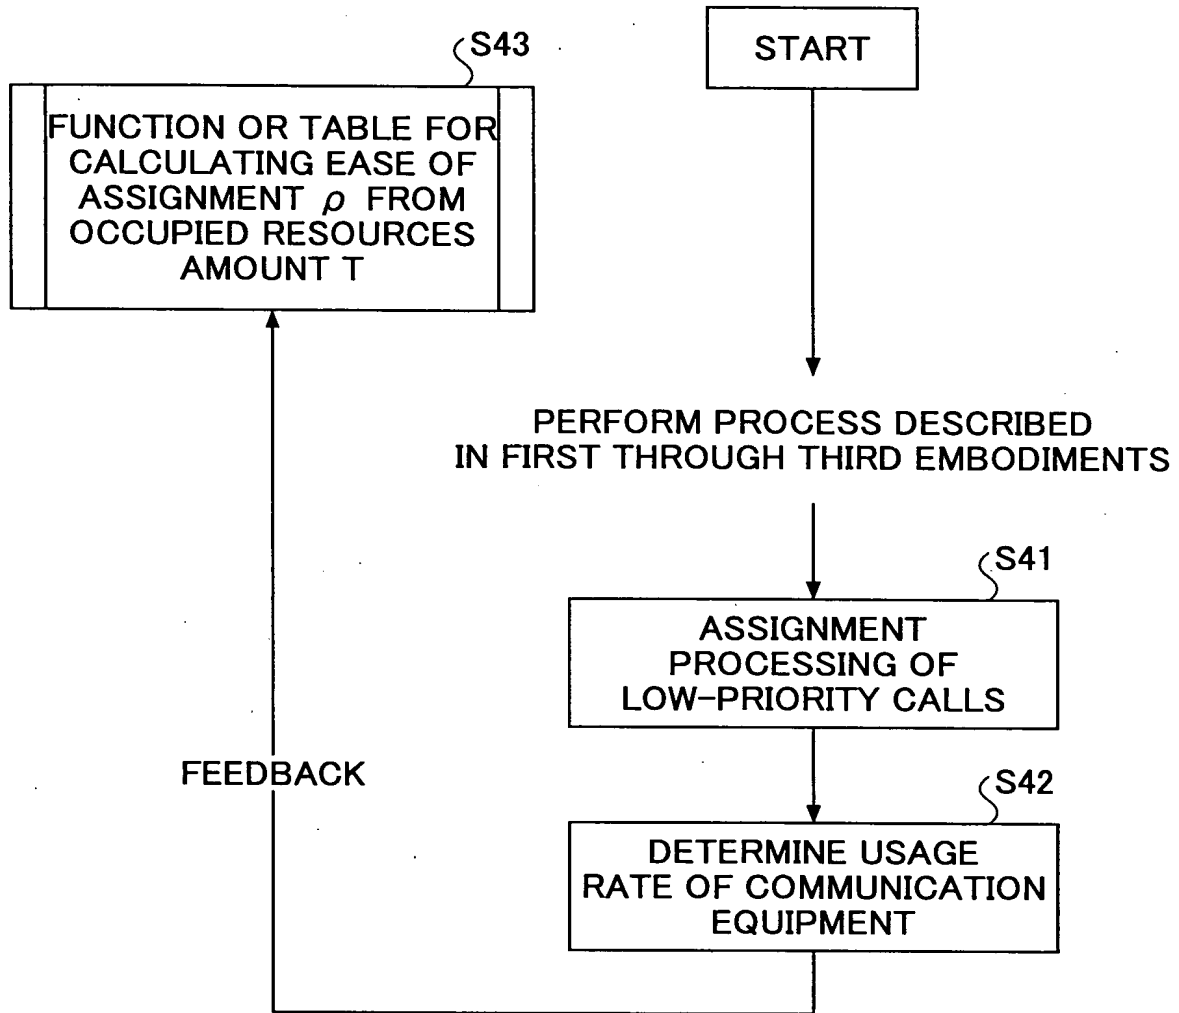 S43
FUNCTION OR TABLE FOR
CALCULATING EASE OF
ASSIGNMENT ρ FROM
OCCUPIED RESOURCES
AMOUNT T
START
PERFORM PROCESS DESCRIBED
IN FIRST THROUGH THIRD EMBODIMENTS
S41
ASSIGNMENT
PROCESSING OF
LOW-PRIORITY CALLS
FEEDBACK
S42
DETERMINE USAGE
RATE OF COMMUNICATION
EQUIPMENT